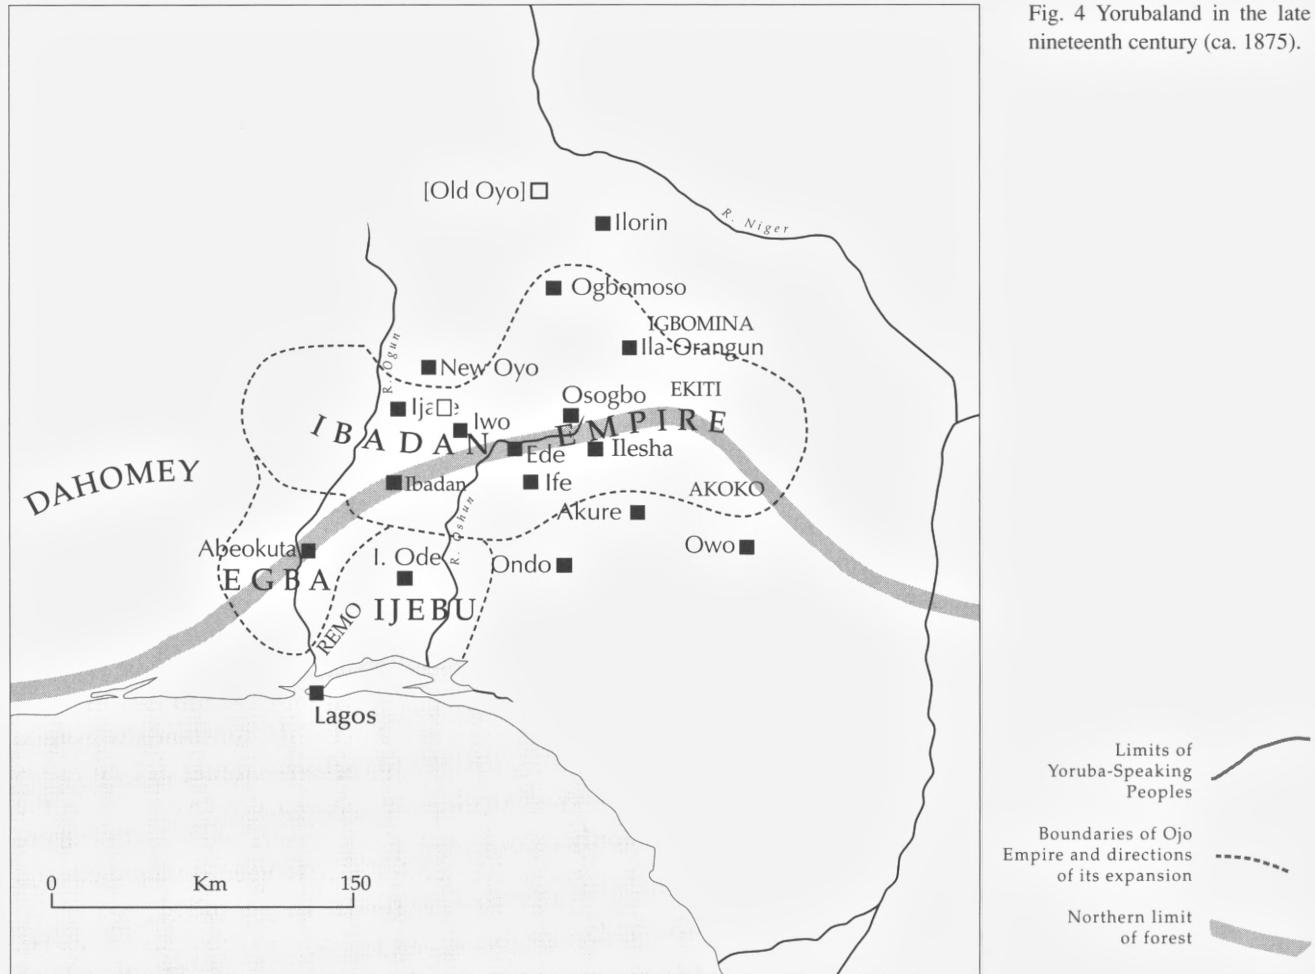 Fig. 4 Yorubaland in the late
nineteenth century (ca. 1875).
[Old Oyo]
Ilorin
R. Niger
Ogbomoso
IGBOMINA
Ila-Orangun
R. Ogun
New Oyo
EKITI
Osogbo
Ijaye
Iwo
IBADAN EMPIRE
Ede
Ilesha
DAHOMEY
Ibadan
Ife
AKOKO
R. Oshun
Akure
Abeokuta
I. Ode
Ondo
Owo
EGBA
IJEBU
REMO
Lagos
Limits of
Yoruba-Speaking
Peoples
Boundaries of Ojo
Empire and directions
of its expansion
Northern limit
of forest
0 Km 150